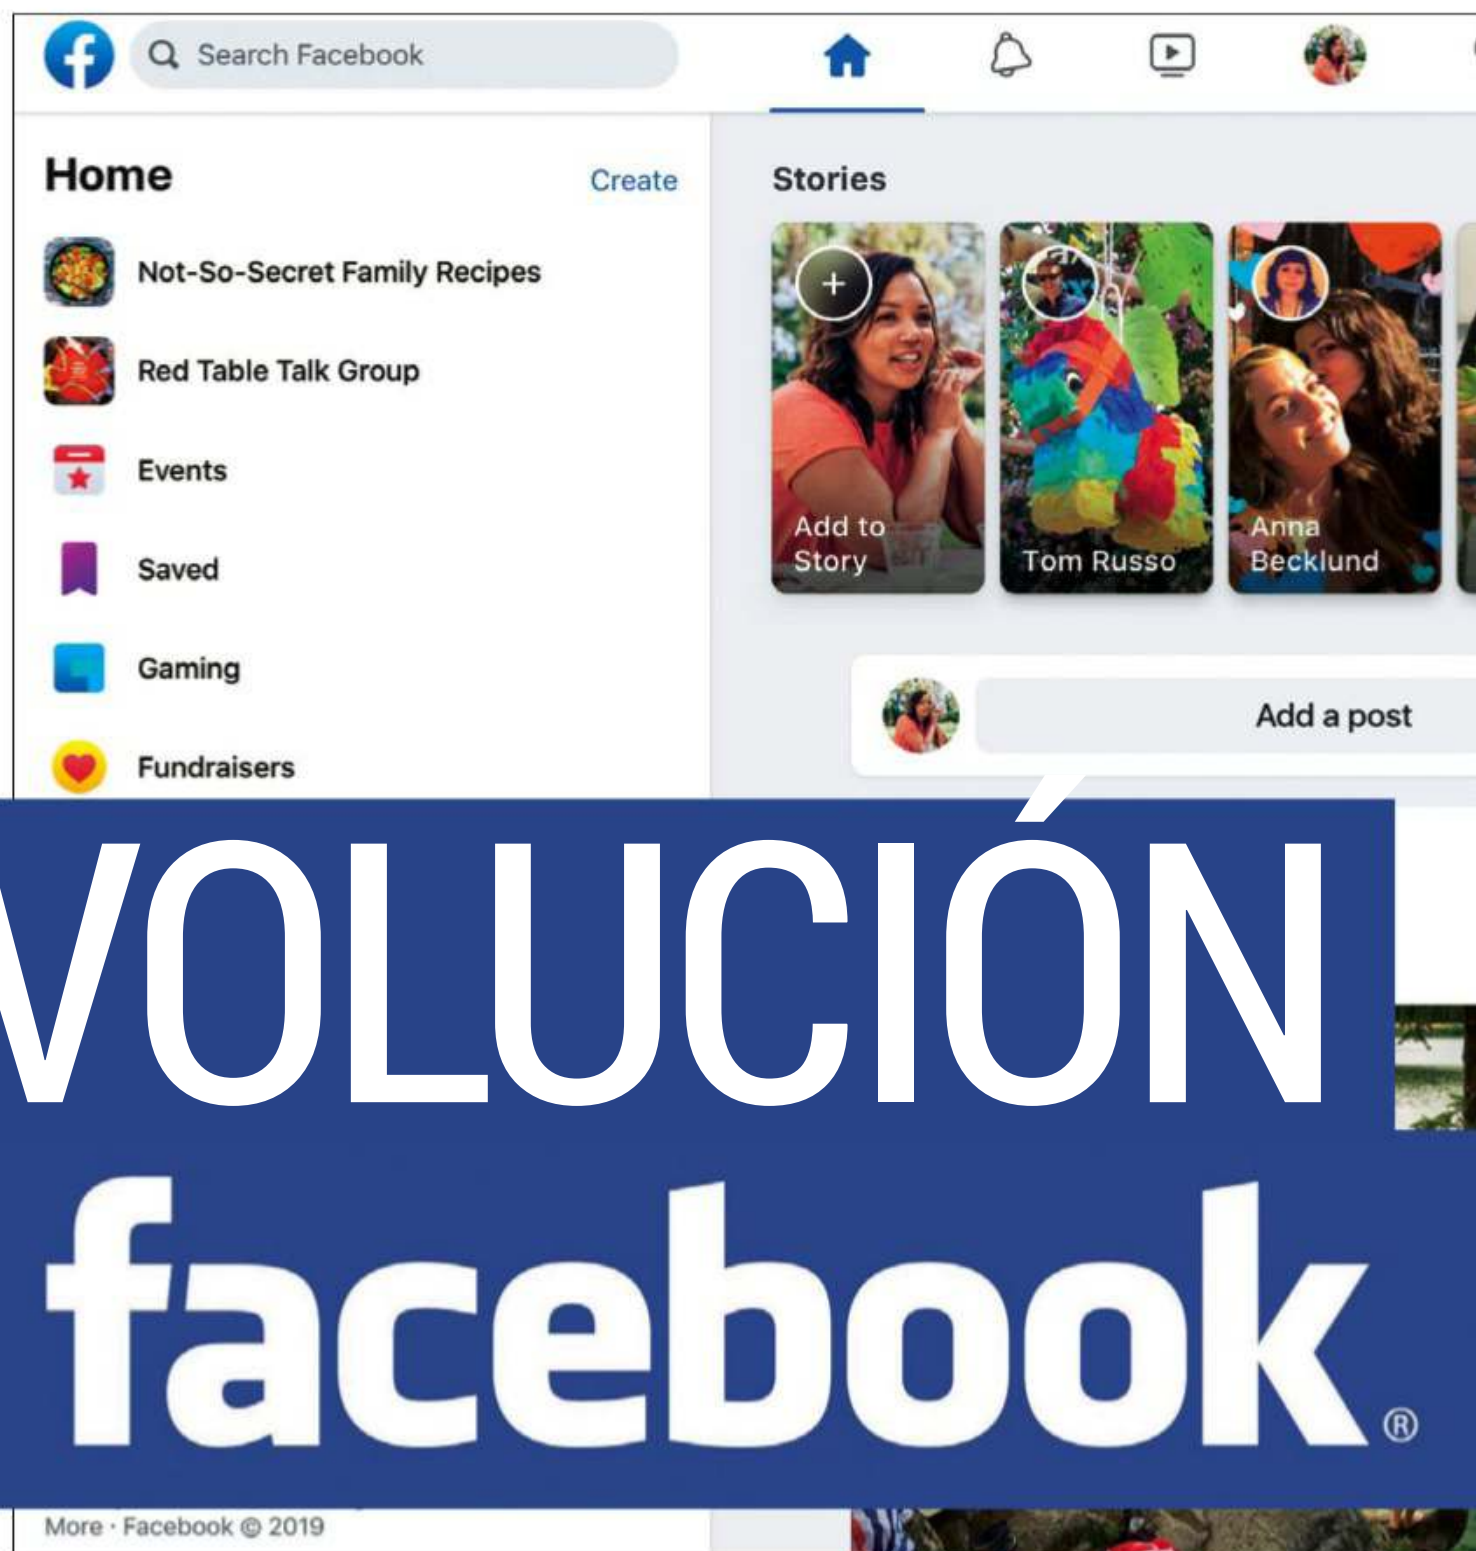 Search Facebook
Home
Create
Not-So-Secret Family Recipes
Red Table Talk Group
Events
Saved
Gaming
Fundraisers
Stories
Add to
Story
Tom Russo
Anna
Becklund
Add a post
VOLUCIÓN
facebook®
More · Facebook © 2019